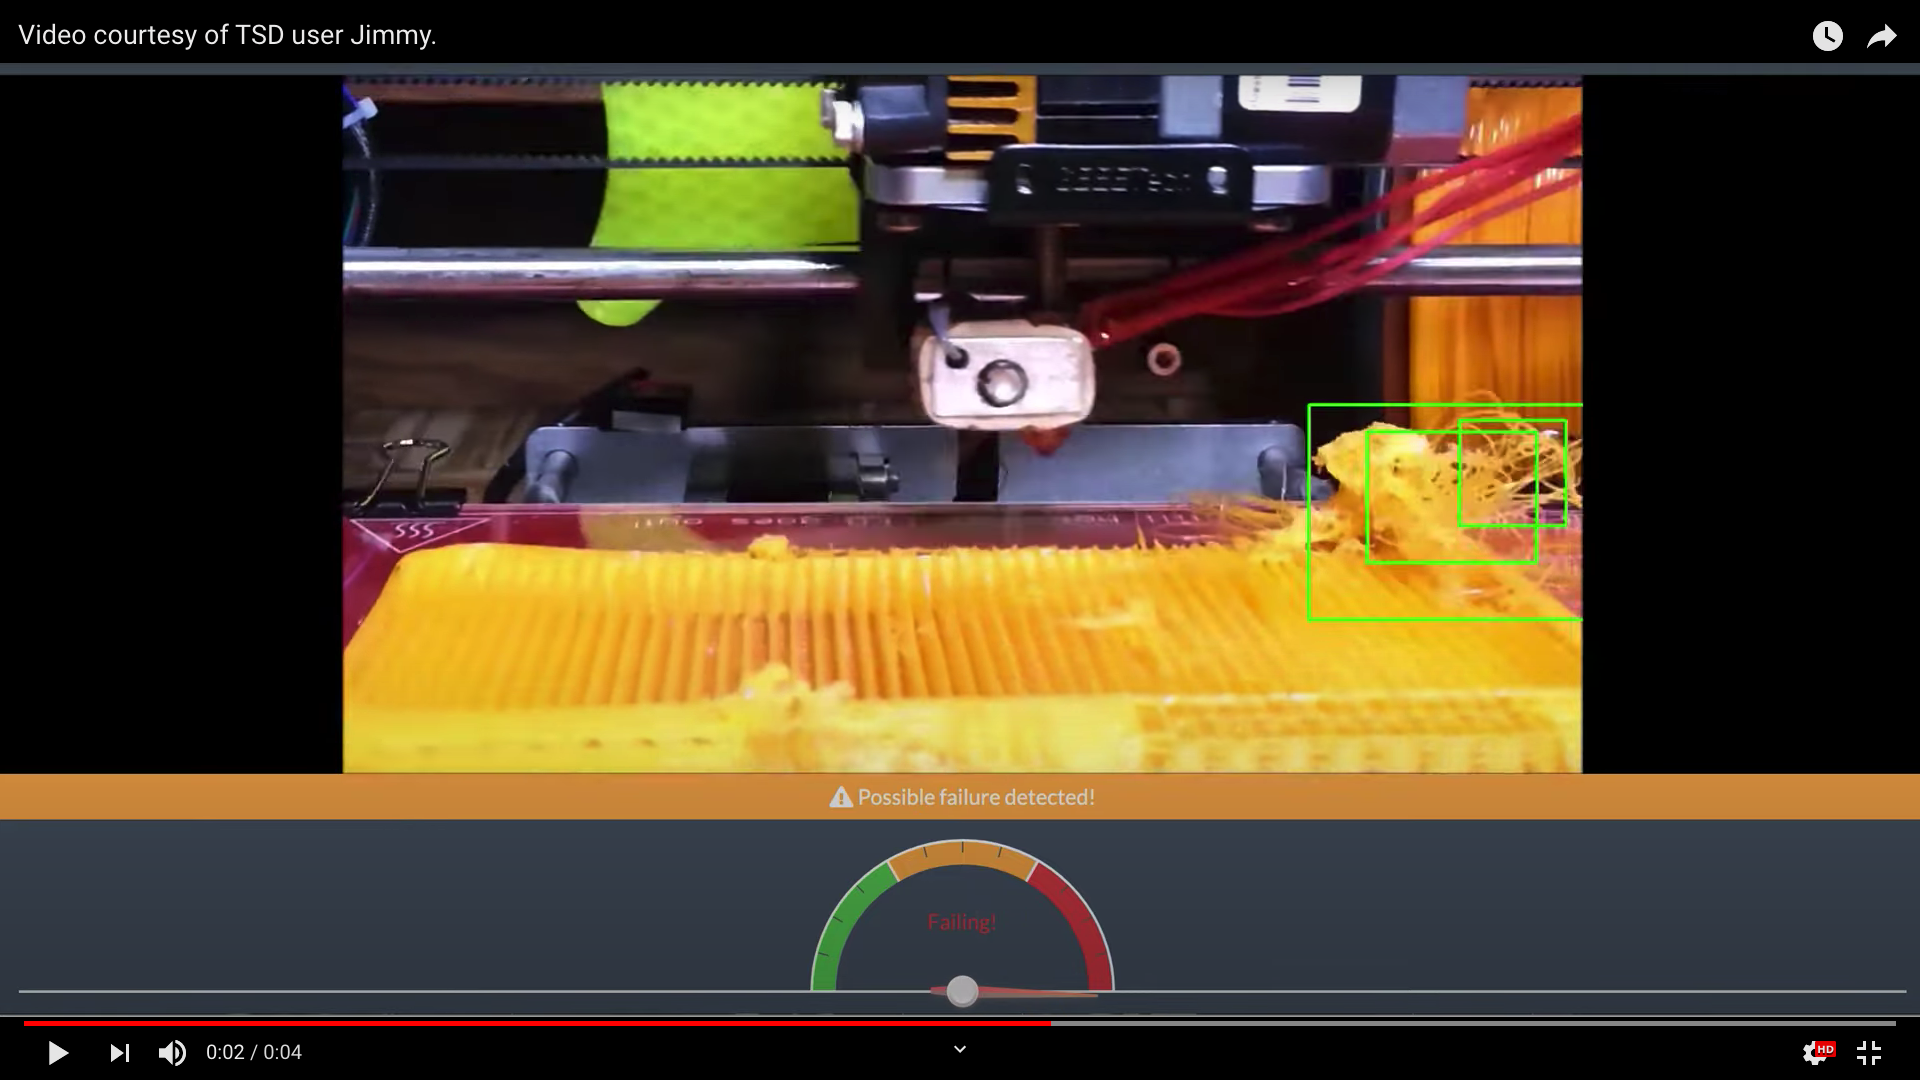 Video courtesy of TSD user Jimmy.
Possible failure detected!
Failing!
0:02 / 0:04
HD